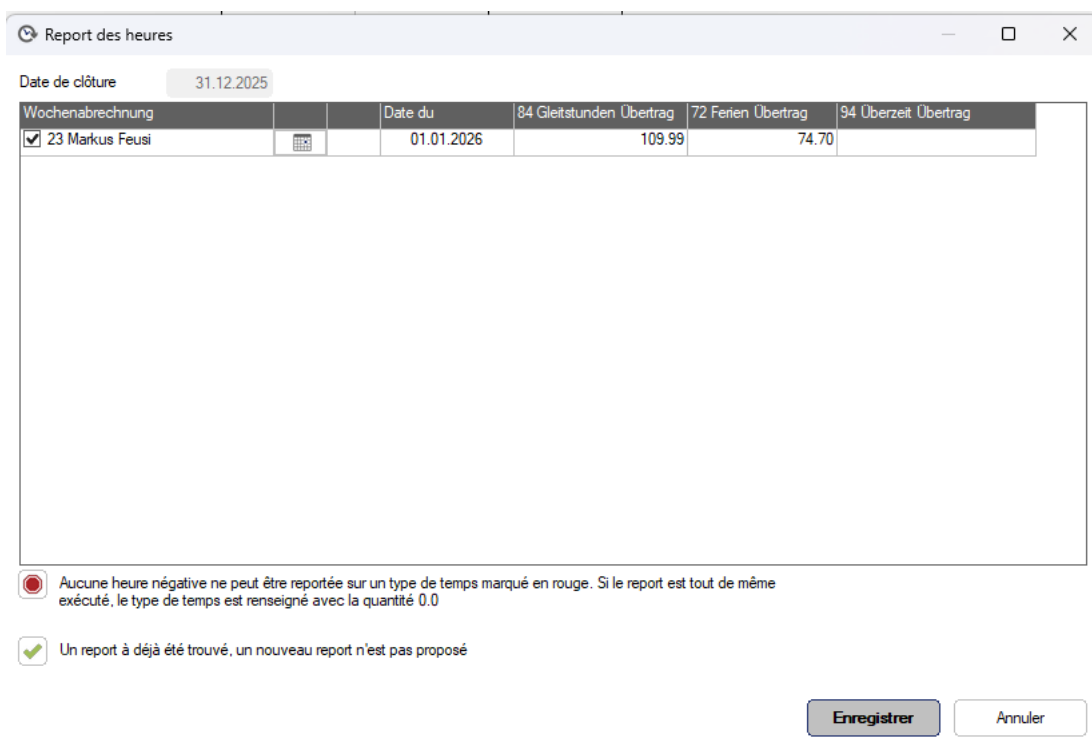 Report des heures
Date de clôture 31.12.2025
Wochenabrechnung Date du 84 Gleitstunden Übertrag 72 Ferien Übertrag 94 Überzeit Übertrag
23 Markus Feusi 01.01.2026 109.99 74.70
Aucune heure négative ne peut être reportée sur un type de temps marqué en rouge. Si le report est tout de même
exécuté, le type de temps est renseigné avec la quantité 0.0
Un report à déjà été trouvé, un nouveau report n'est pas proposé
Enregistrer Annuler